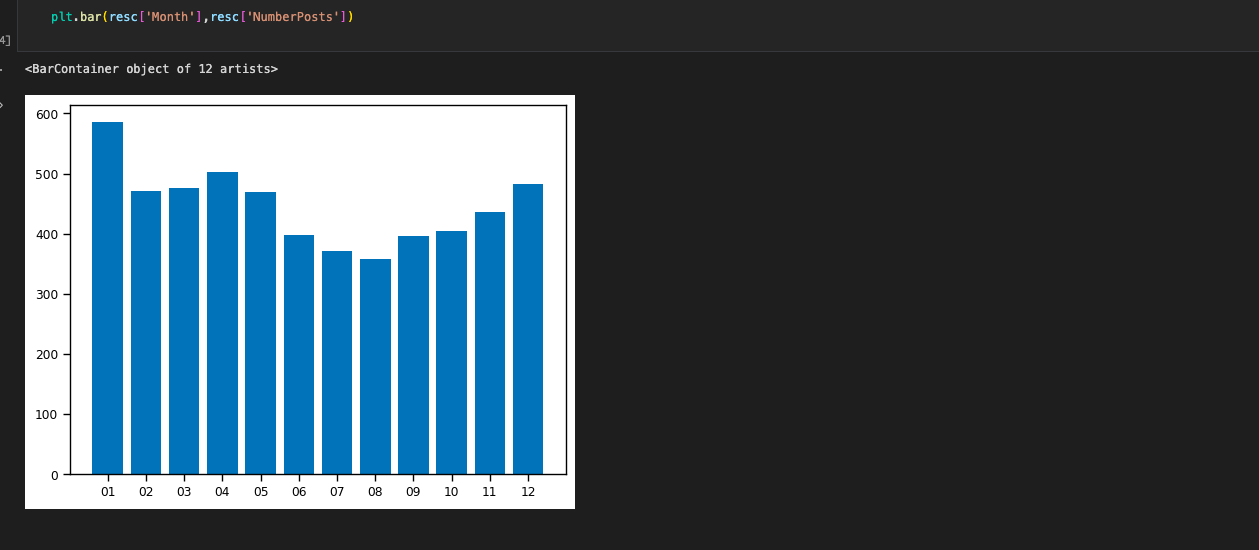 plt.bar(resc['Month'],resc['NumberPosts'])
4]
<BarContainer object of 12 artists>
600
500
400
300
200
100
0
01 02 03 04 05 06 07 08 09 10 11 12